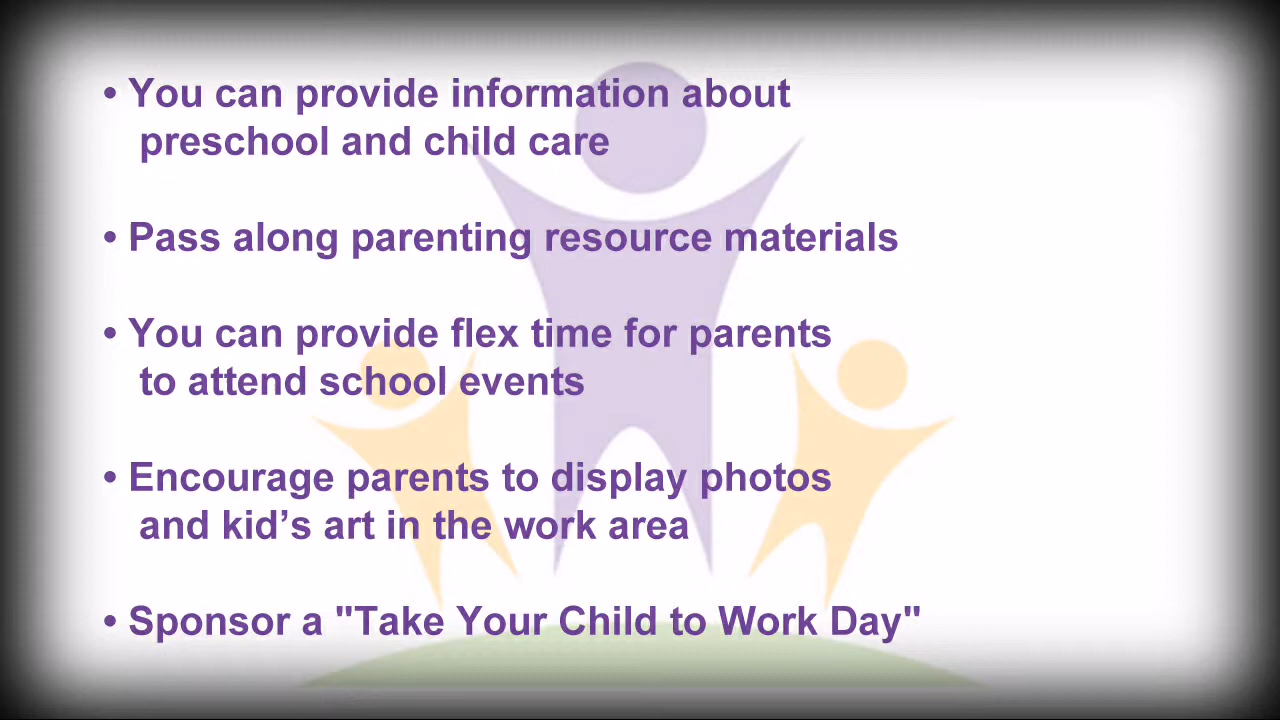 • You can provide information about
preschool and child care
• Pass along parenting resource materials
• You can provide flex time for parents
to attend school events
• Encourage parents to display photos
and kid’s art in the work area
• Sponsor a "Take Your Child to Work Day"